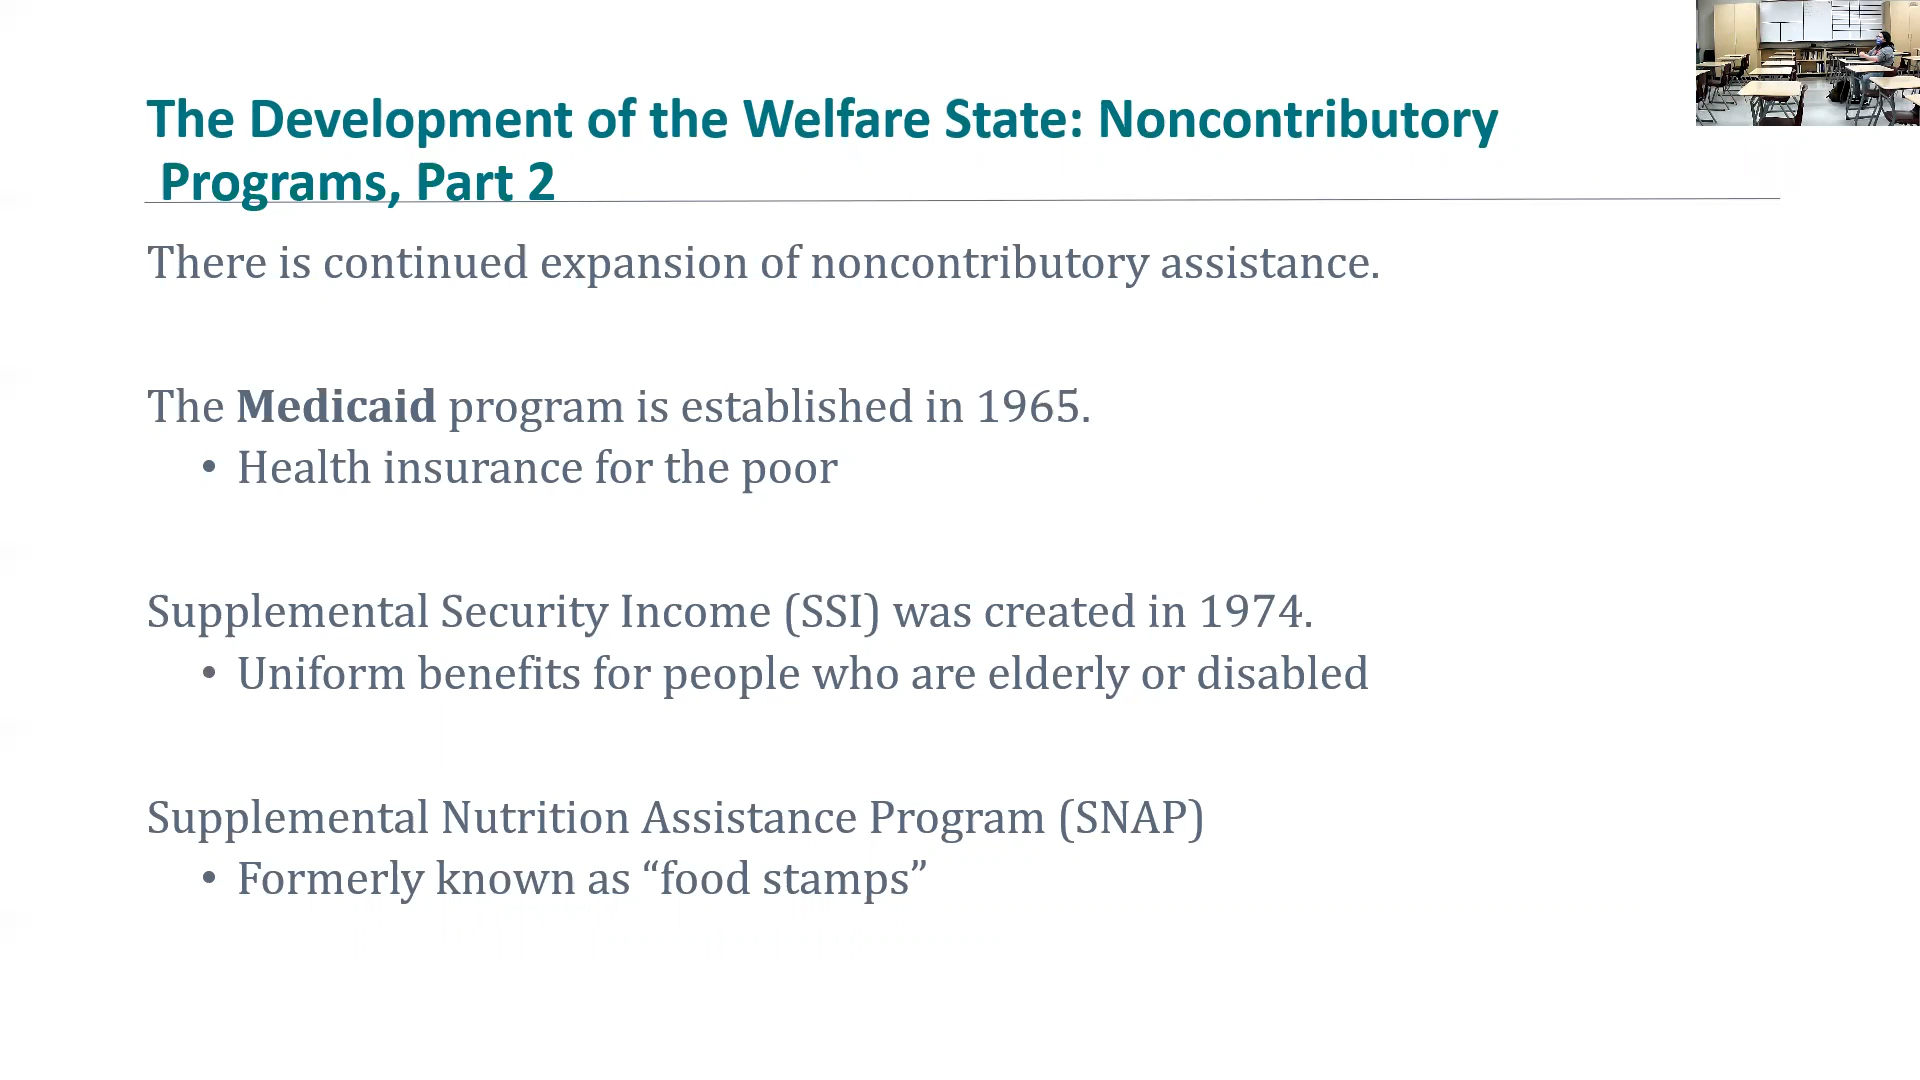 The Development of the Welfare State: Noncontributory
Programs, Part 2
There is continued expansion of noncontributory assistance.
The Medicaid program is established in 1965.
• Health insurance for the poor
Supplemental Security Income (SSI) was created in 1974.
• Uniform benefits for people who are elderly or disabled
Supplemental Nutrition Assistance Program (SNAP)
• Formerly known as “food stamps”